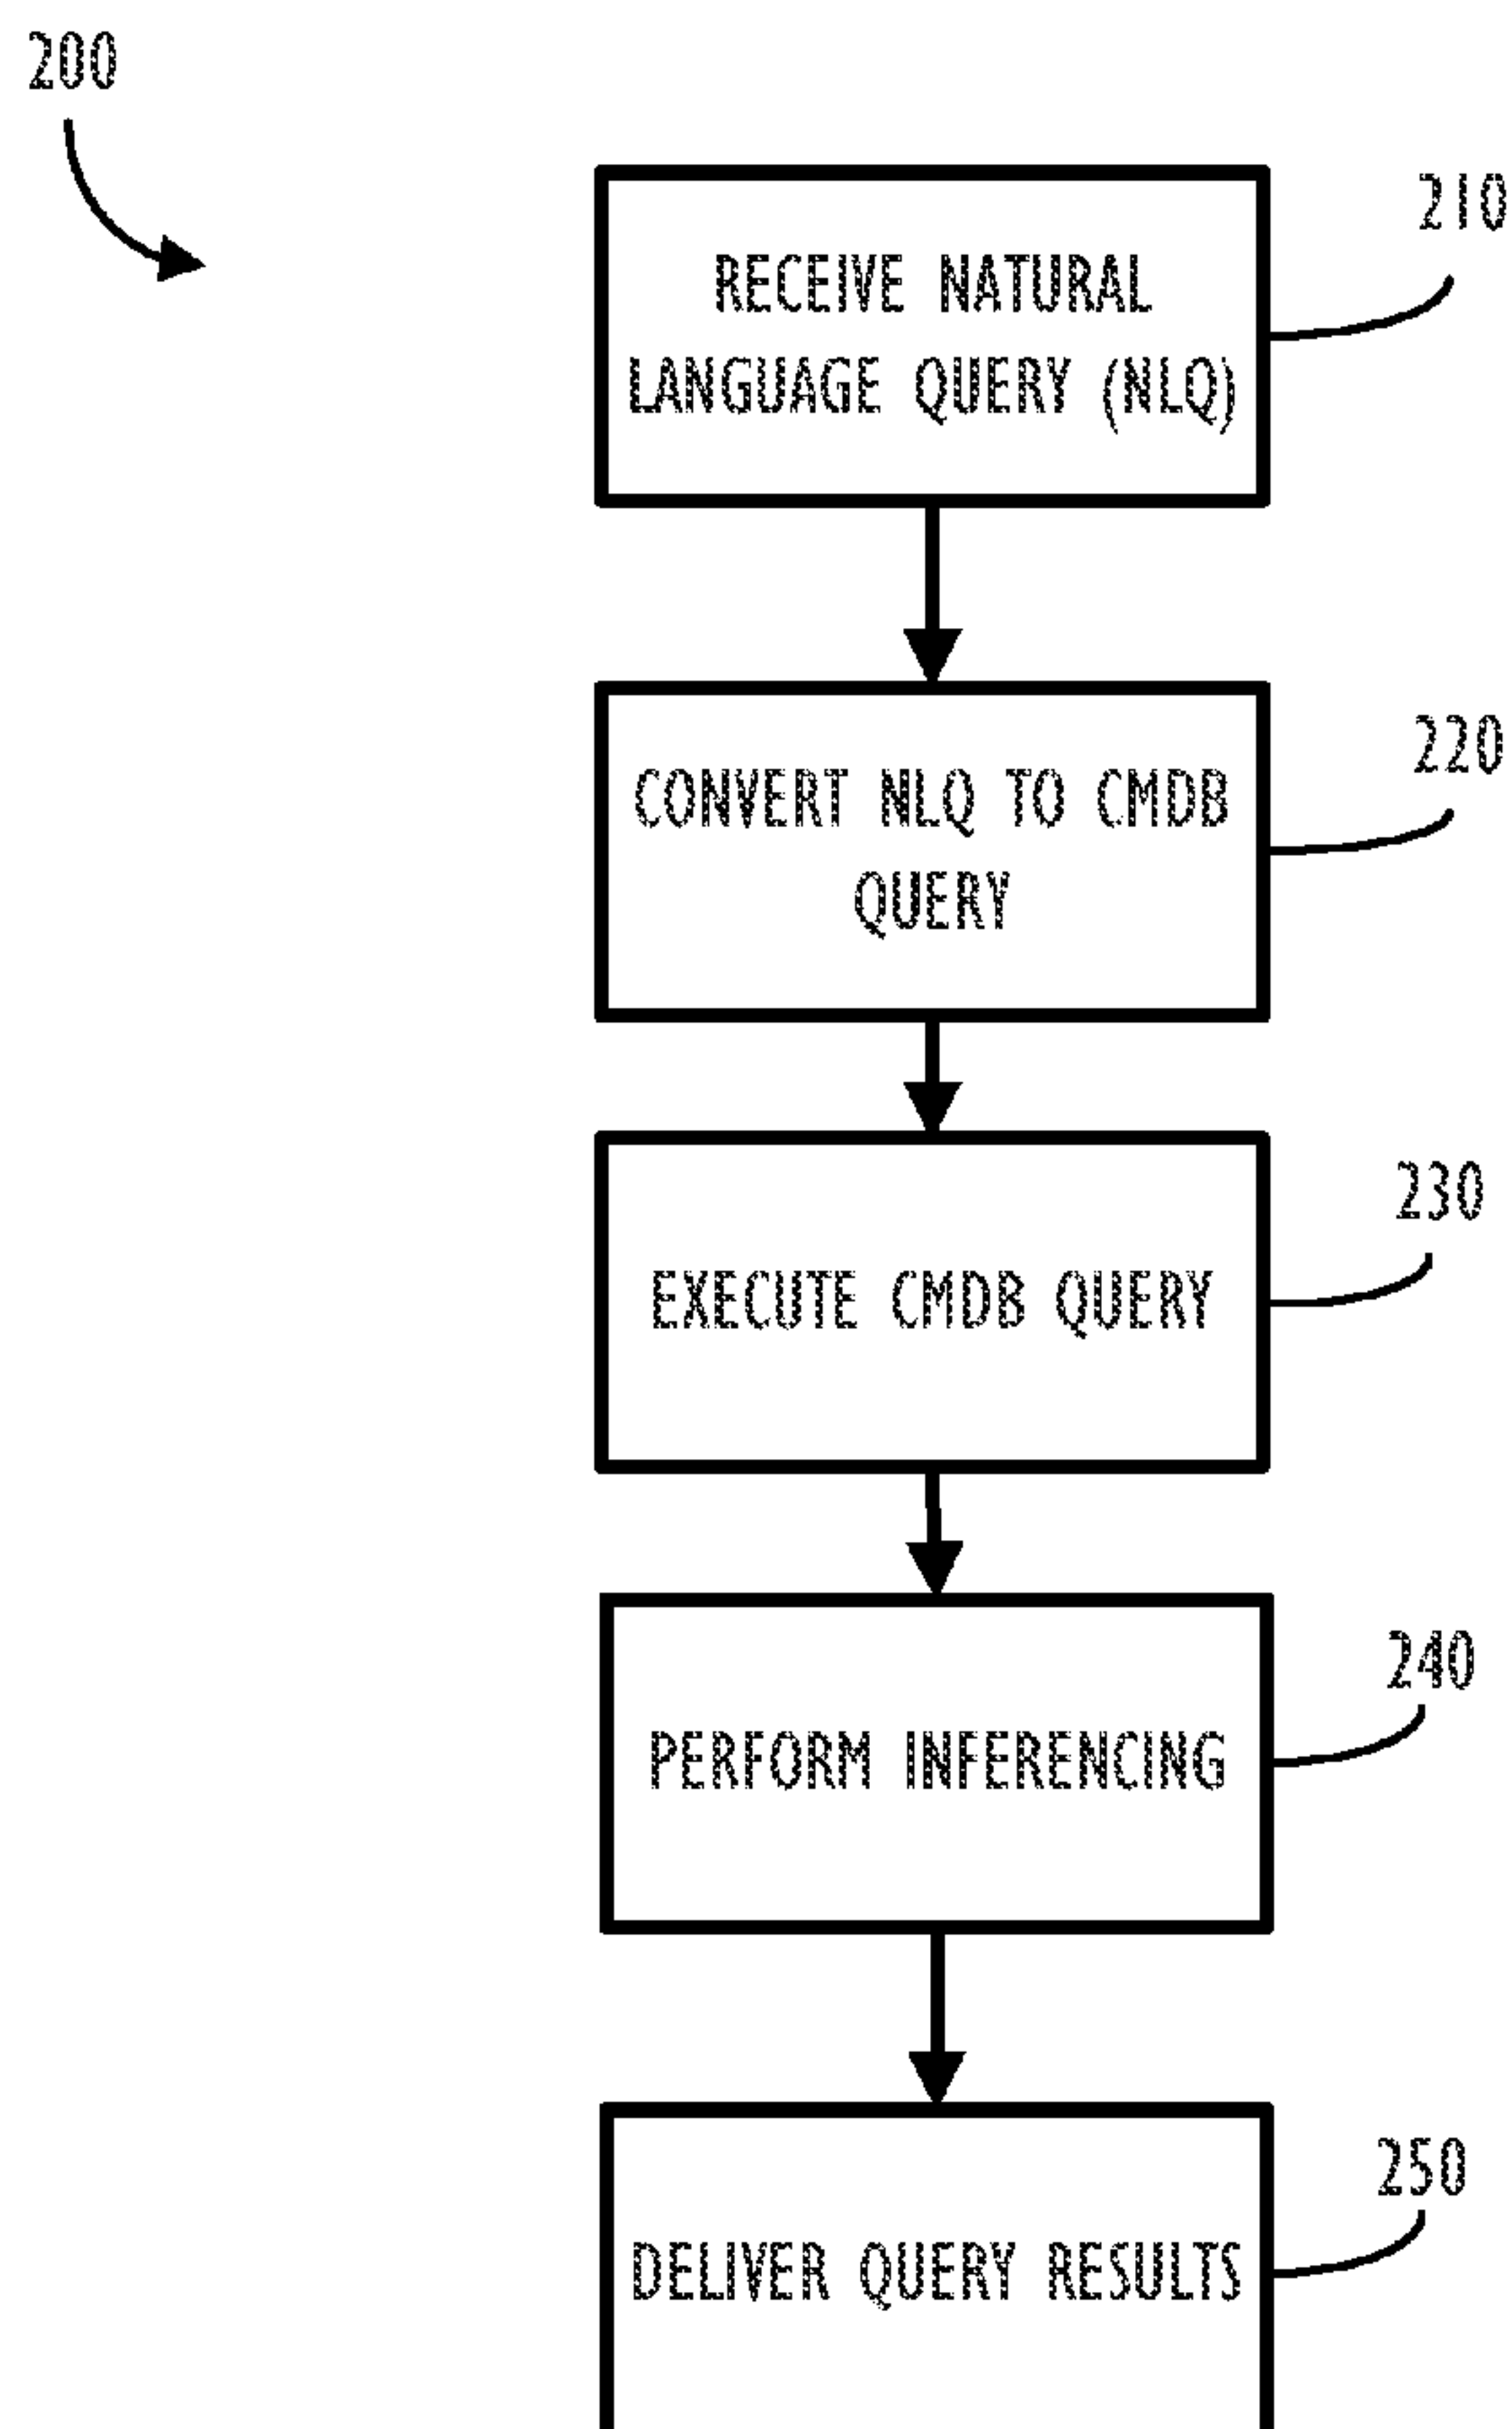 200
210
RECEIVE NATURAL
LANGUAGE QUERY (NLQ)
220
CONVERT NLQ TO CMDB
QUERY
230
EXECUTE CMDB QUERY
240
PERFORM INFERENCING
250
DELIVER QUERY RESULTS